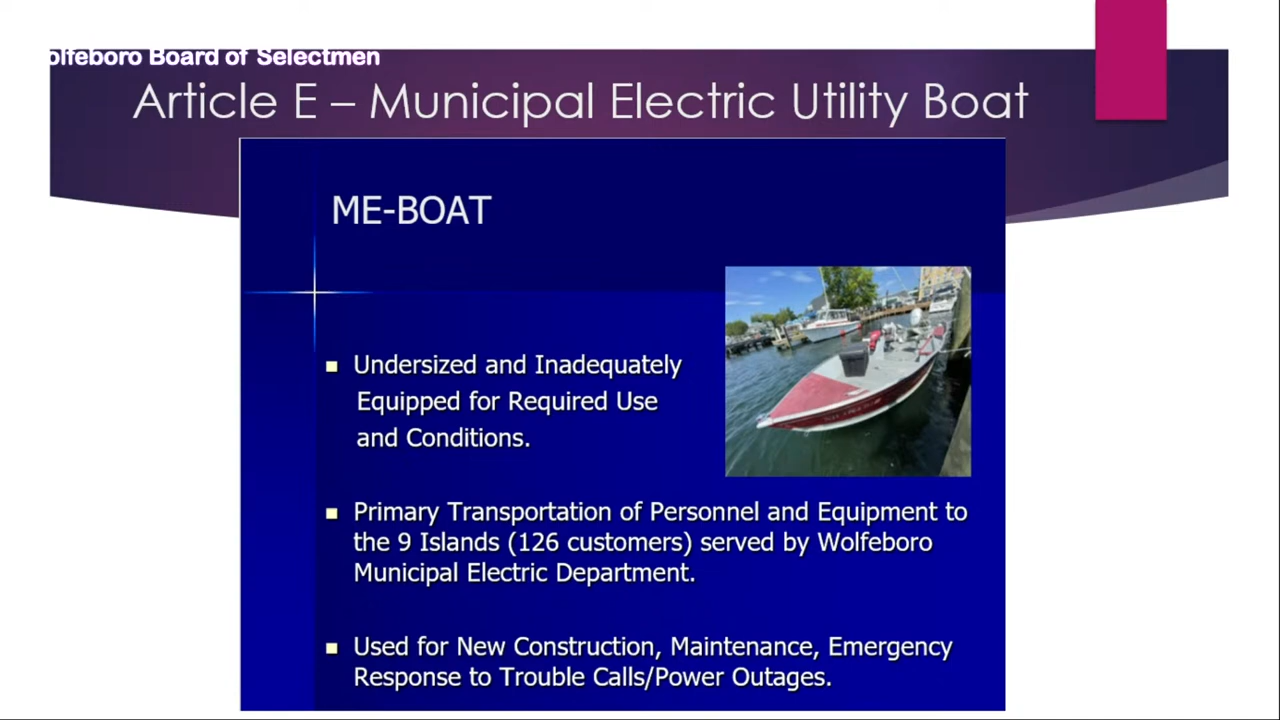 olfeboro Board of Selectmen
Article E – Municipal Electric Utility Boat
ME-BOAT
Undersized and Inadequately
Equipped for Required Use
and Conditions.
Primary Transportation of Personnel and Equipment to
the 9 Islands (126 customers) served by Wolfeboro
Municipal Electric Department.
Used for New Construction, Maintenance, Emergency
Response to Trouble Calls/Power Outages.